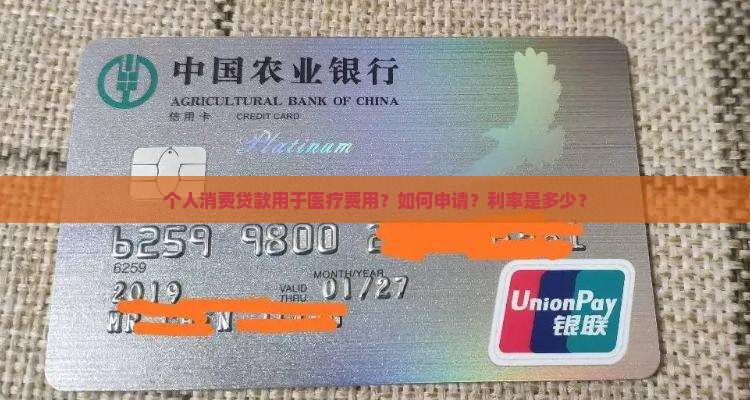 中国农业银行
AGRICULTURAL BANK OF CHINA
信用卡 CREDIT CARD
Platinum
个人消费贷款用于医疗费用？如何申请？利率是多少？
6259 9800
6259
MONTH/YEAR
2019 VALID THRU 01/27
UnionPay
银联